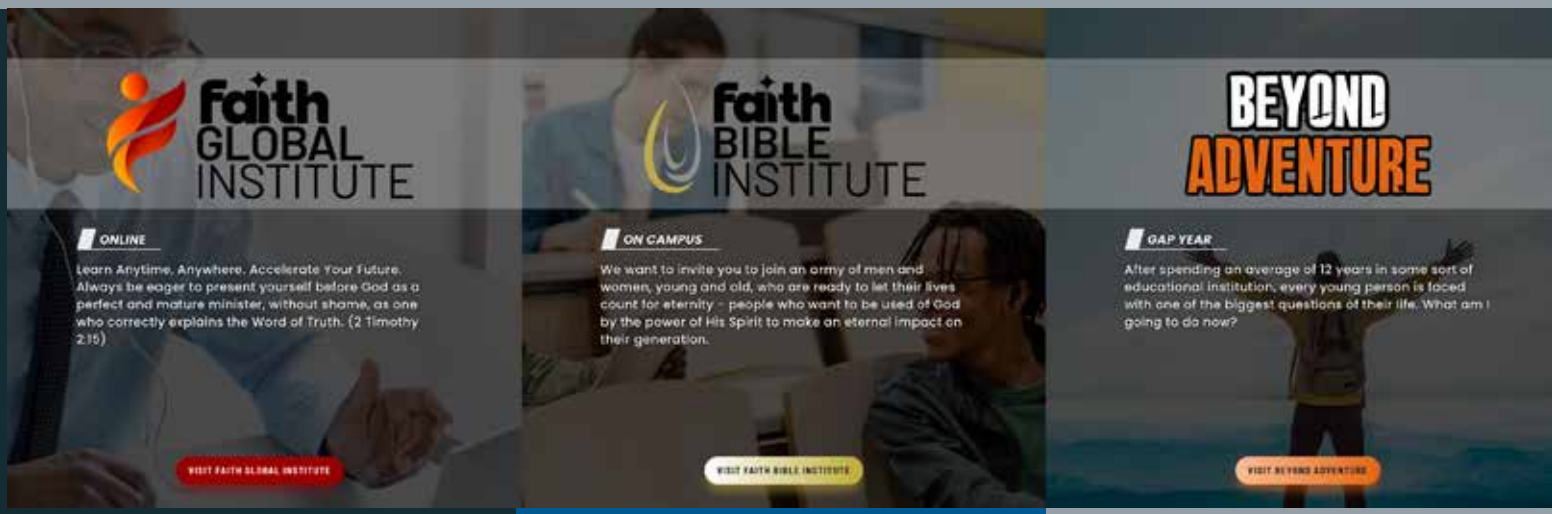 faith
GLOBAL
INSTITUTE
ONLINE
Learn Anytime, Anywhere. Accelerate Your Future.
Always be eager to present yourself before God as a
perfect and mature minister, without shame, as one
who correctly explains the Word of Truth. (2 Timothy
2:15)
VISIT FAITH GLOBAL INSTITUTE
faith
BIBLE
INSTITUTE
ON CAMPUS
We want to invite you to join an army of men and
women, young and old, who are ready to let their lives
count for eternity - people who want to be used of God
by the power of His Spirit to make an eternal impact on
their generation.
VISIT FAITH BIBLE INSTITUTE
BEYOND
ADVENTURE
GAP YEAR
After spending an average of 12 years in some sort of
educational institution, every young person is faced
with one of the biggest questions of their life. What am I
going to do now?
VISIT BEYOND ADVENTURE